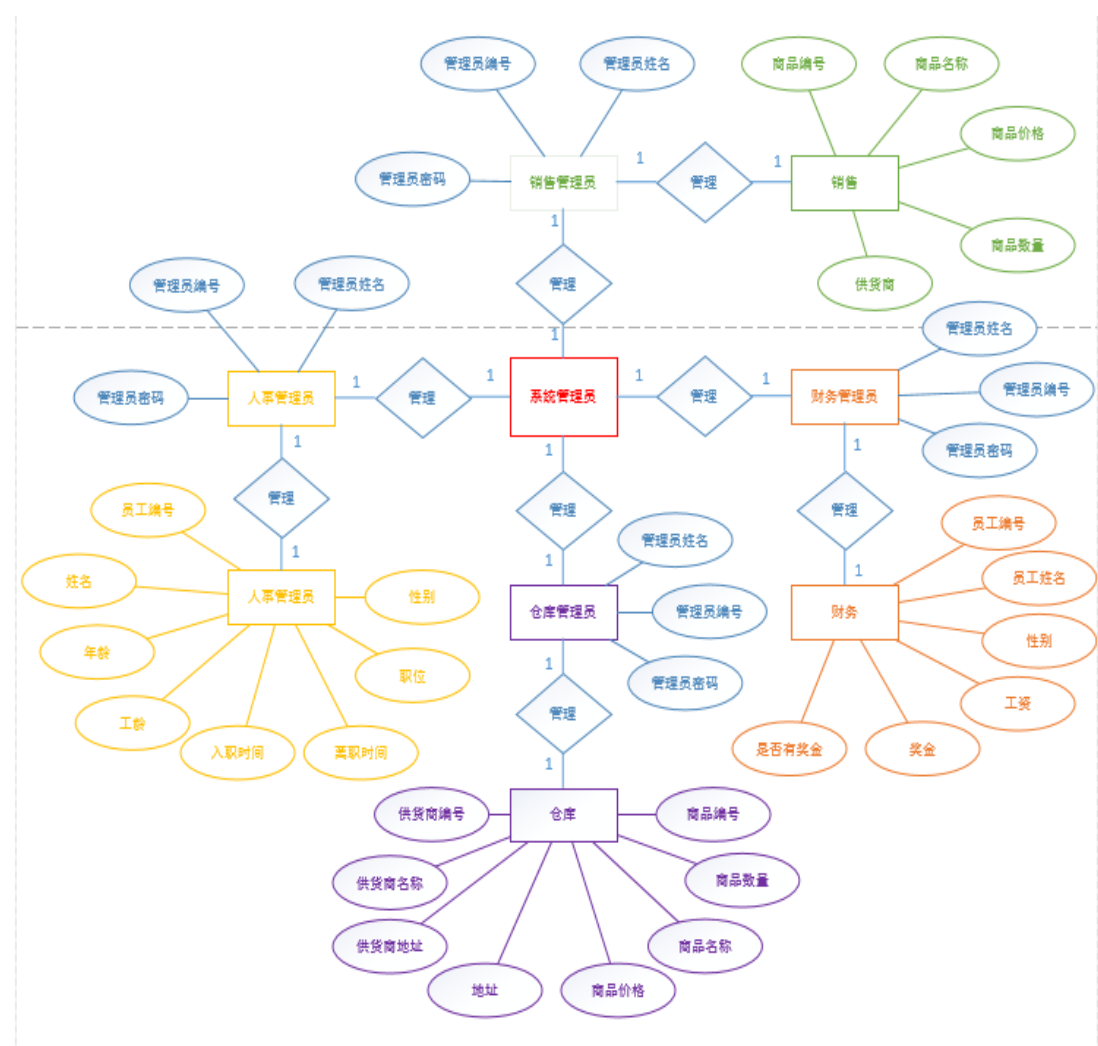 管理员编号
管理员姓名
商品编号
商品名称
商品价格
管理员密码
销售管理员
1
管理
1
销售
1
商品数量
管理员编号
管理员姓名
管理
供货商
管理员姓名
1
管理员密码
人事管理员
1
管理
1
系统管理员
1
管理
1
财务管理员
管理员编号
管理员密码
1
1
1
员工编号
管理
管理
管理
员工编号
管理员姓名
1
1
1
姓名
人事管理员
性别
仓库管理员
管理员编号
财务
员工姓名
年龄
职位
1
管理员密码
性别
工龄
管理
工资
入职时间
离职时间
1
是否有奖金
奖金
供货商编号
仓库
商品编号
供货商名称
商品数量
供货商地址
商品名称
地址
商品价格